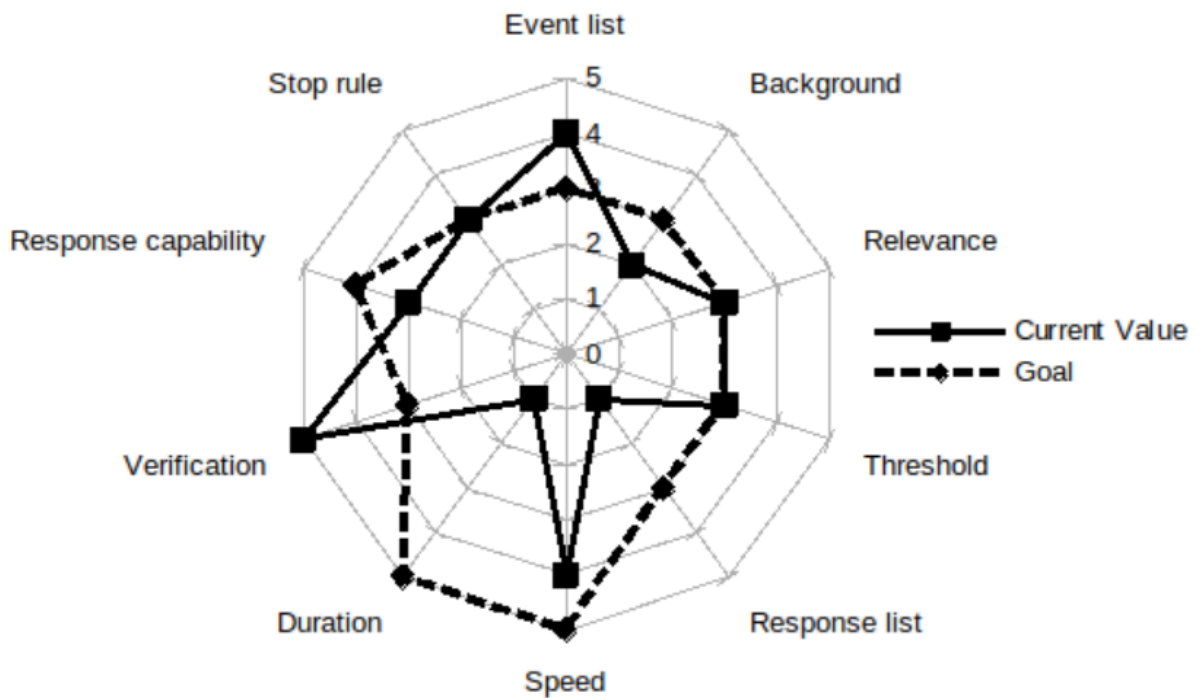 Event list
Stop rule
Background
5
4
3
2
1
0
Response capability
Relevance
Current Value
Goal
Verification
Threshold
Duration
Response list
Speed